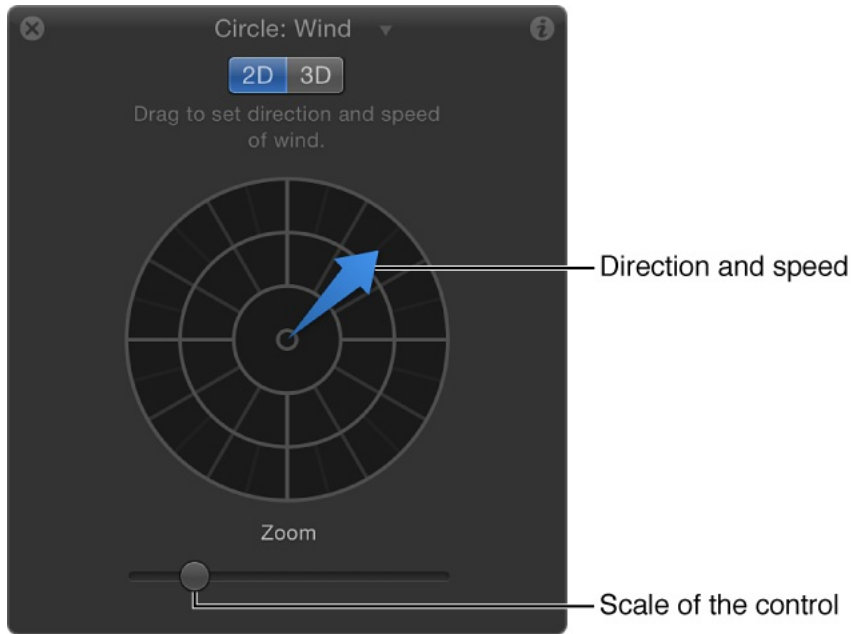 Circle: Wind
2D 3D
Drag to set direction and speed
of wind.
Direction and speed
Zoom
Scale of the control